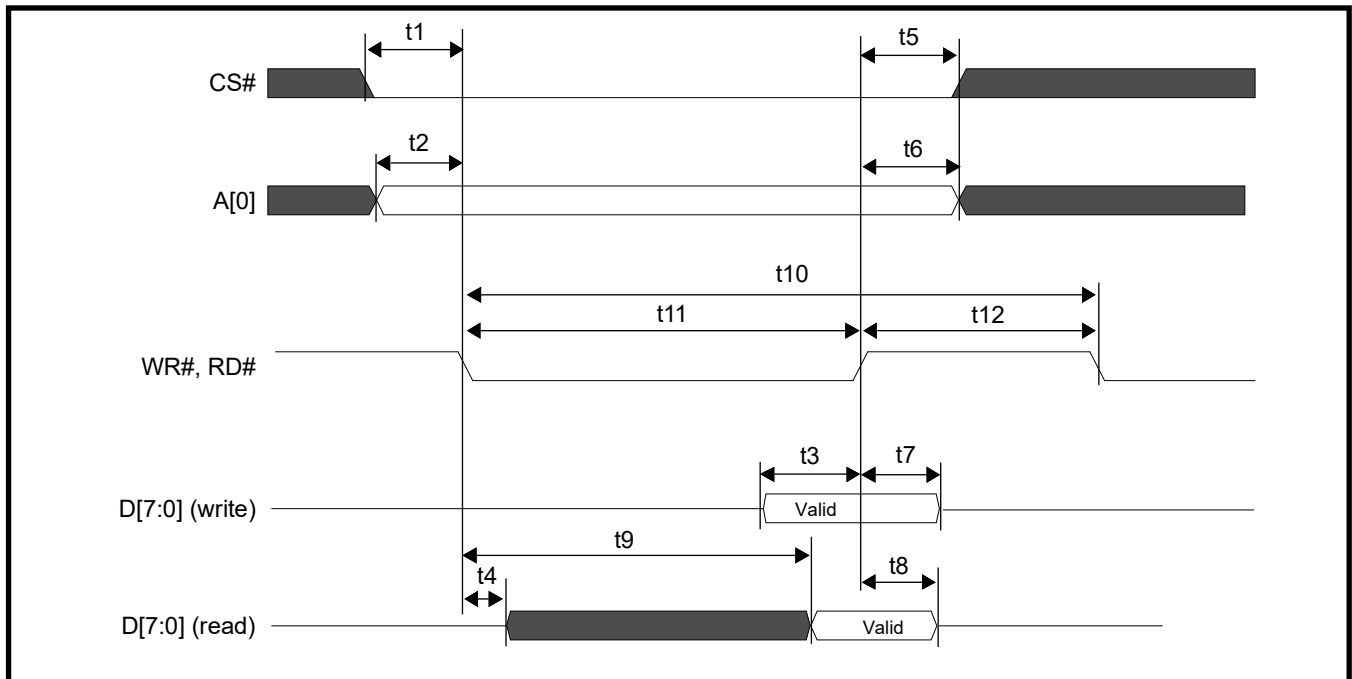 t1
t5
CS#
t2
t6
A[0]
t10
t11
t12
WR#, RD#
t3
t7
D[7:0] (write)
Valid
t9
t8
t4
D[7:0] (read)
Valid